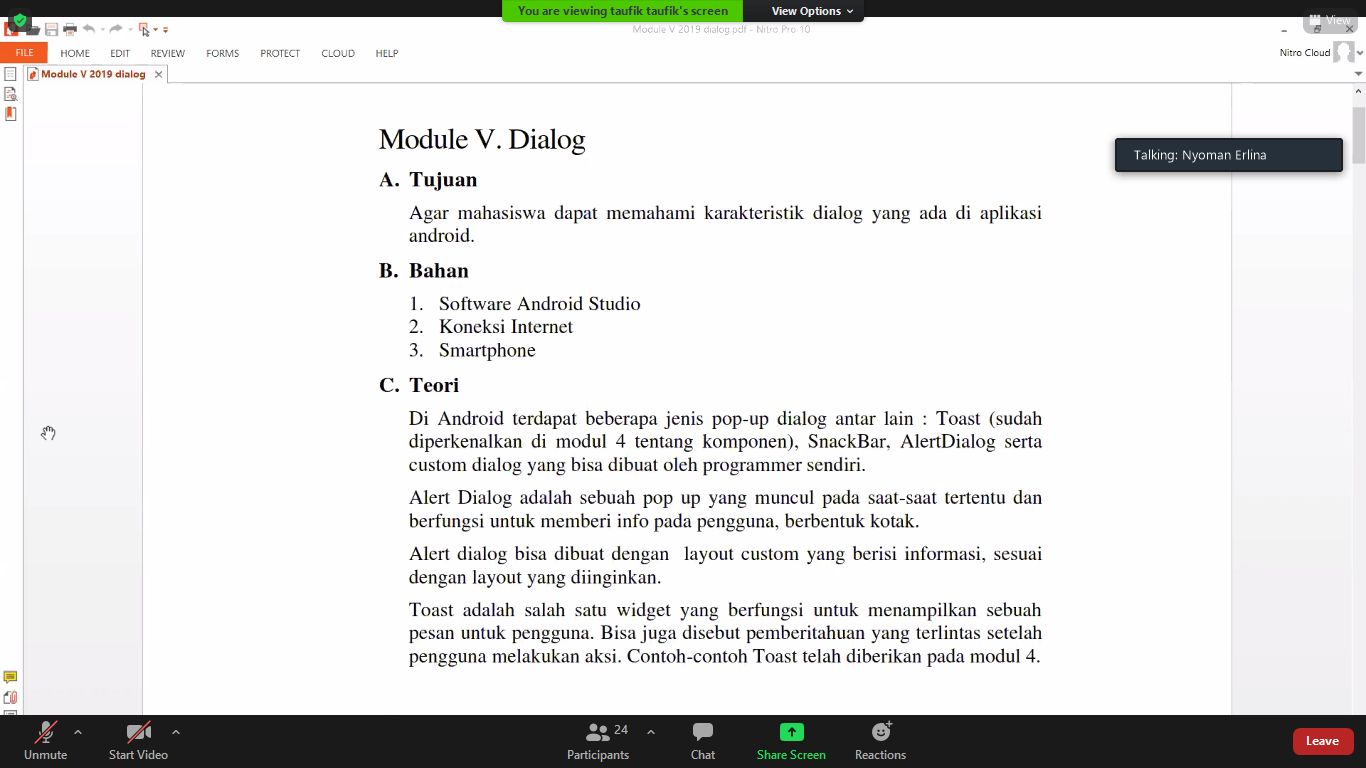 You are viewing taufik taufik's screen
View Options
View
Module V 2019 dialog.pdf - Nitro Pro 10
FILE HOME EDIT REVIEW FORMS PROTECT CLOUD HELP
Nitro Cloud
Module V 2019 dialog
Module V. Dialog
Talking: Nyoman Erlina
A. Tujuan
Agar mahasiswa dapat memahami karakteristik dialog yang ada di aplikasi
android.
B. Bahan
1. Software Android Studio
2. Koneksi Internet
3. Smartphone
C. Teori
Di Android terdapat beberapa jenis pop-up dialog antar lain : Toast (sudah
diperkenalkan di modul 4 tentang komponen), SnackBar, AlertDialog serta
custom dialog yang bisa dibuat oleh programmer sendiri.
Alert Dialog adalah sebuah pop up yang muncul pada saat-saat tertentu dan
berfungsi untuk memberi info pada pengguna, berbentuk kotak.
Alert dialog bisa dibuat dengan  layout custom yang berisi informasi, sesuai
dengan layout yang diinginkan.
Toast adalah salah satu widget yang berfungsi untuk menampilkan sebuah
pesan untuk pengguna. Bisa juga disebut pemberitahuan yang terlintas setelah
pengguna melakukan aksi. Contoh-contoh Toast telah diberikan pada modul 4.
24
Unmute Start Video Participants Chat Share Screen Reactions Leave